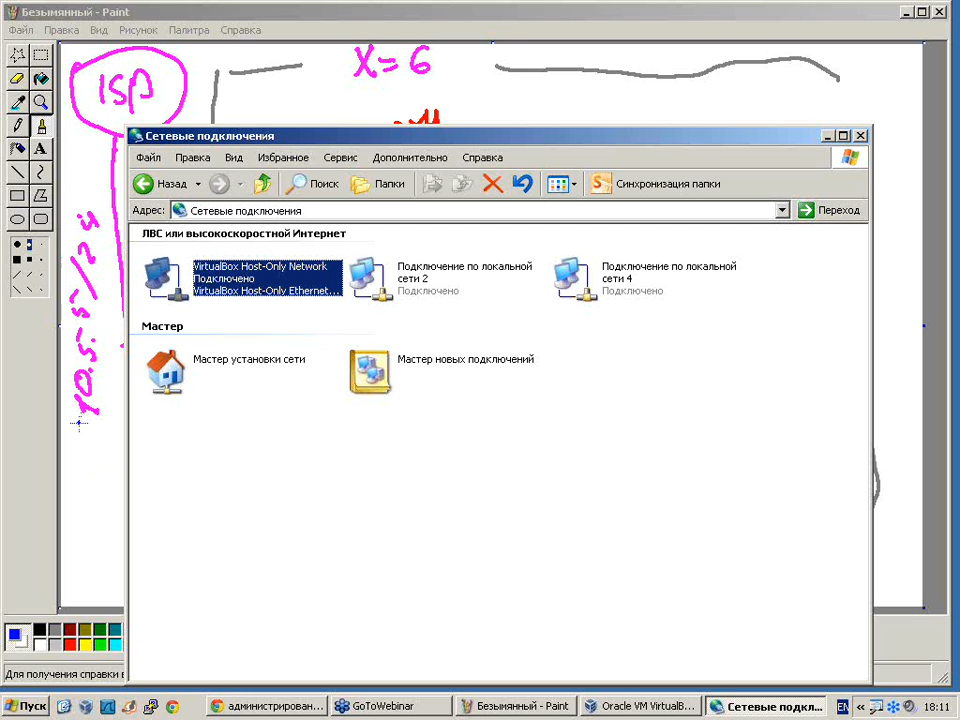 Безымянный - Paint
Файл Правка Вид Рисунок Палитра Справка
ISP
X = 6
10.5.55/24
Сетевые подключения
Файл Правка Вид Избранное Сервис Дополнительно Справка
Назад Поиск Папки Синхронизация папки
Адрес: Сетевые подключения Переход
ЛВС или высокоскоростной Интернет
VirtualBox Host-Only Network
Подключено
VirtualBox Host-Only Ethernet...
Подключение по локальной
сети 2
Подключено
Подключение по локальной
сети 4
Подключено
Мастер
Мастер установки сети
Мастер новых подключений
Для получения справки в
Пуск администрирован... GoToWebinar Безымянный - Paint Oracle VM VirtualB... Сетевые подкл... EN 18:11